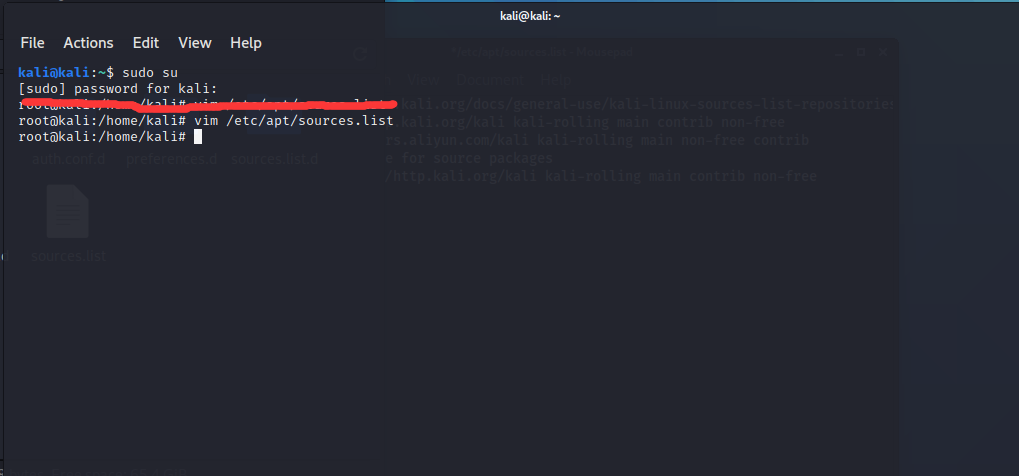 kali@kali: ~
File Actions Edit View Help
kali@kali:~$ sudo su
[sudo] password for kali:
root@kali:/home/kali# vim /etc/apt/sources.list
root@kali:/home/kali# vim /etc/apt/sources.list
root@kali:/home/kali#
View Document Help
kali.org/docs/general-use/kali-linux-sources-list-repositories
.kali.org/kali kali-rolling main contrib non-free
rs.aliyun.com/kali kali-rolling main non-free contrib
e for source packages
/http.kali.org/kali kali-rolling main contrib non-free
auth.conf.d preferences.d sources.list.d
sources.list